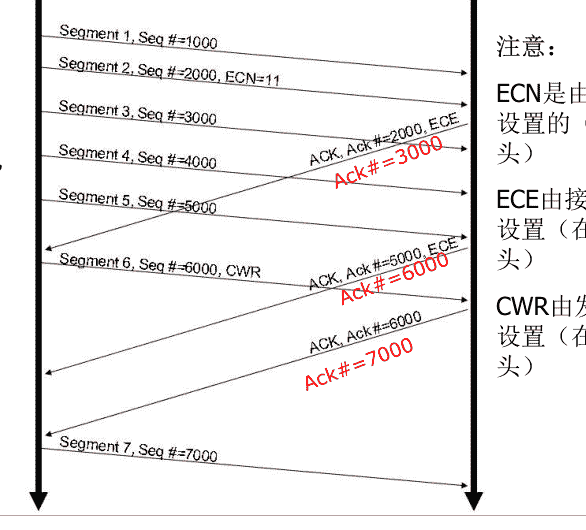 Segment 1, Seq #=1000
Segment 2, Seq #=2000, ECN=11
Segment 3, Seq #=3000
ACK, Ack #=2000, ECE
Ack#=3000
Segment 4, Seq #=4000
Segment 5, Seq #=5000
ACK, Ack #=5000, ECE
Ack#=6000
Segment 6, Seq #=6000, CWR
ACK, Ack#=6000
Ack#=7000
Segment 7, Seq #=7000
注意：
ECN是由
设置的（
头）
ECE由接
设置（在
头）
CWR由发
设置（在
头）